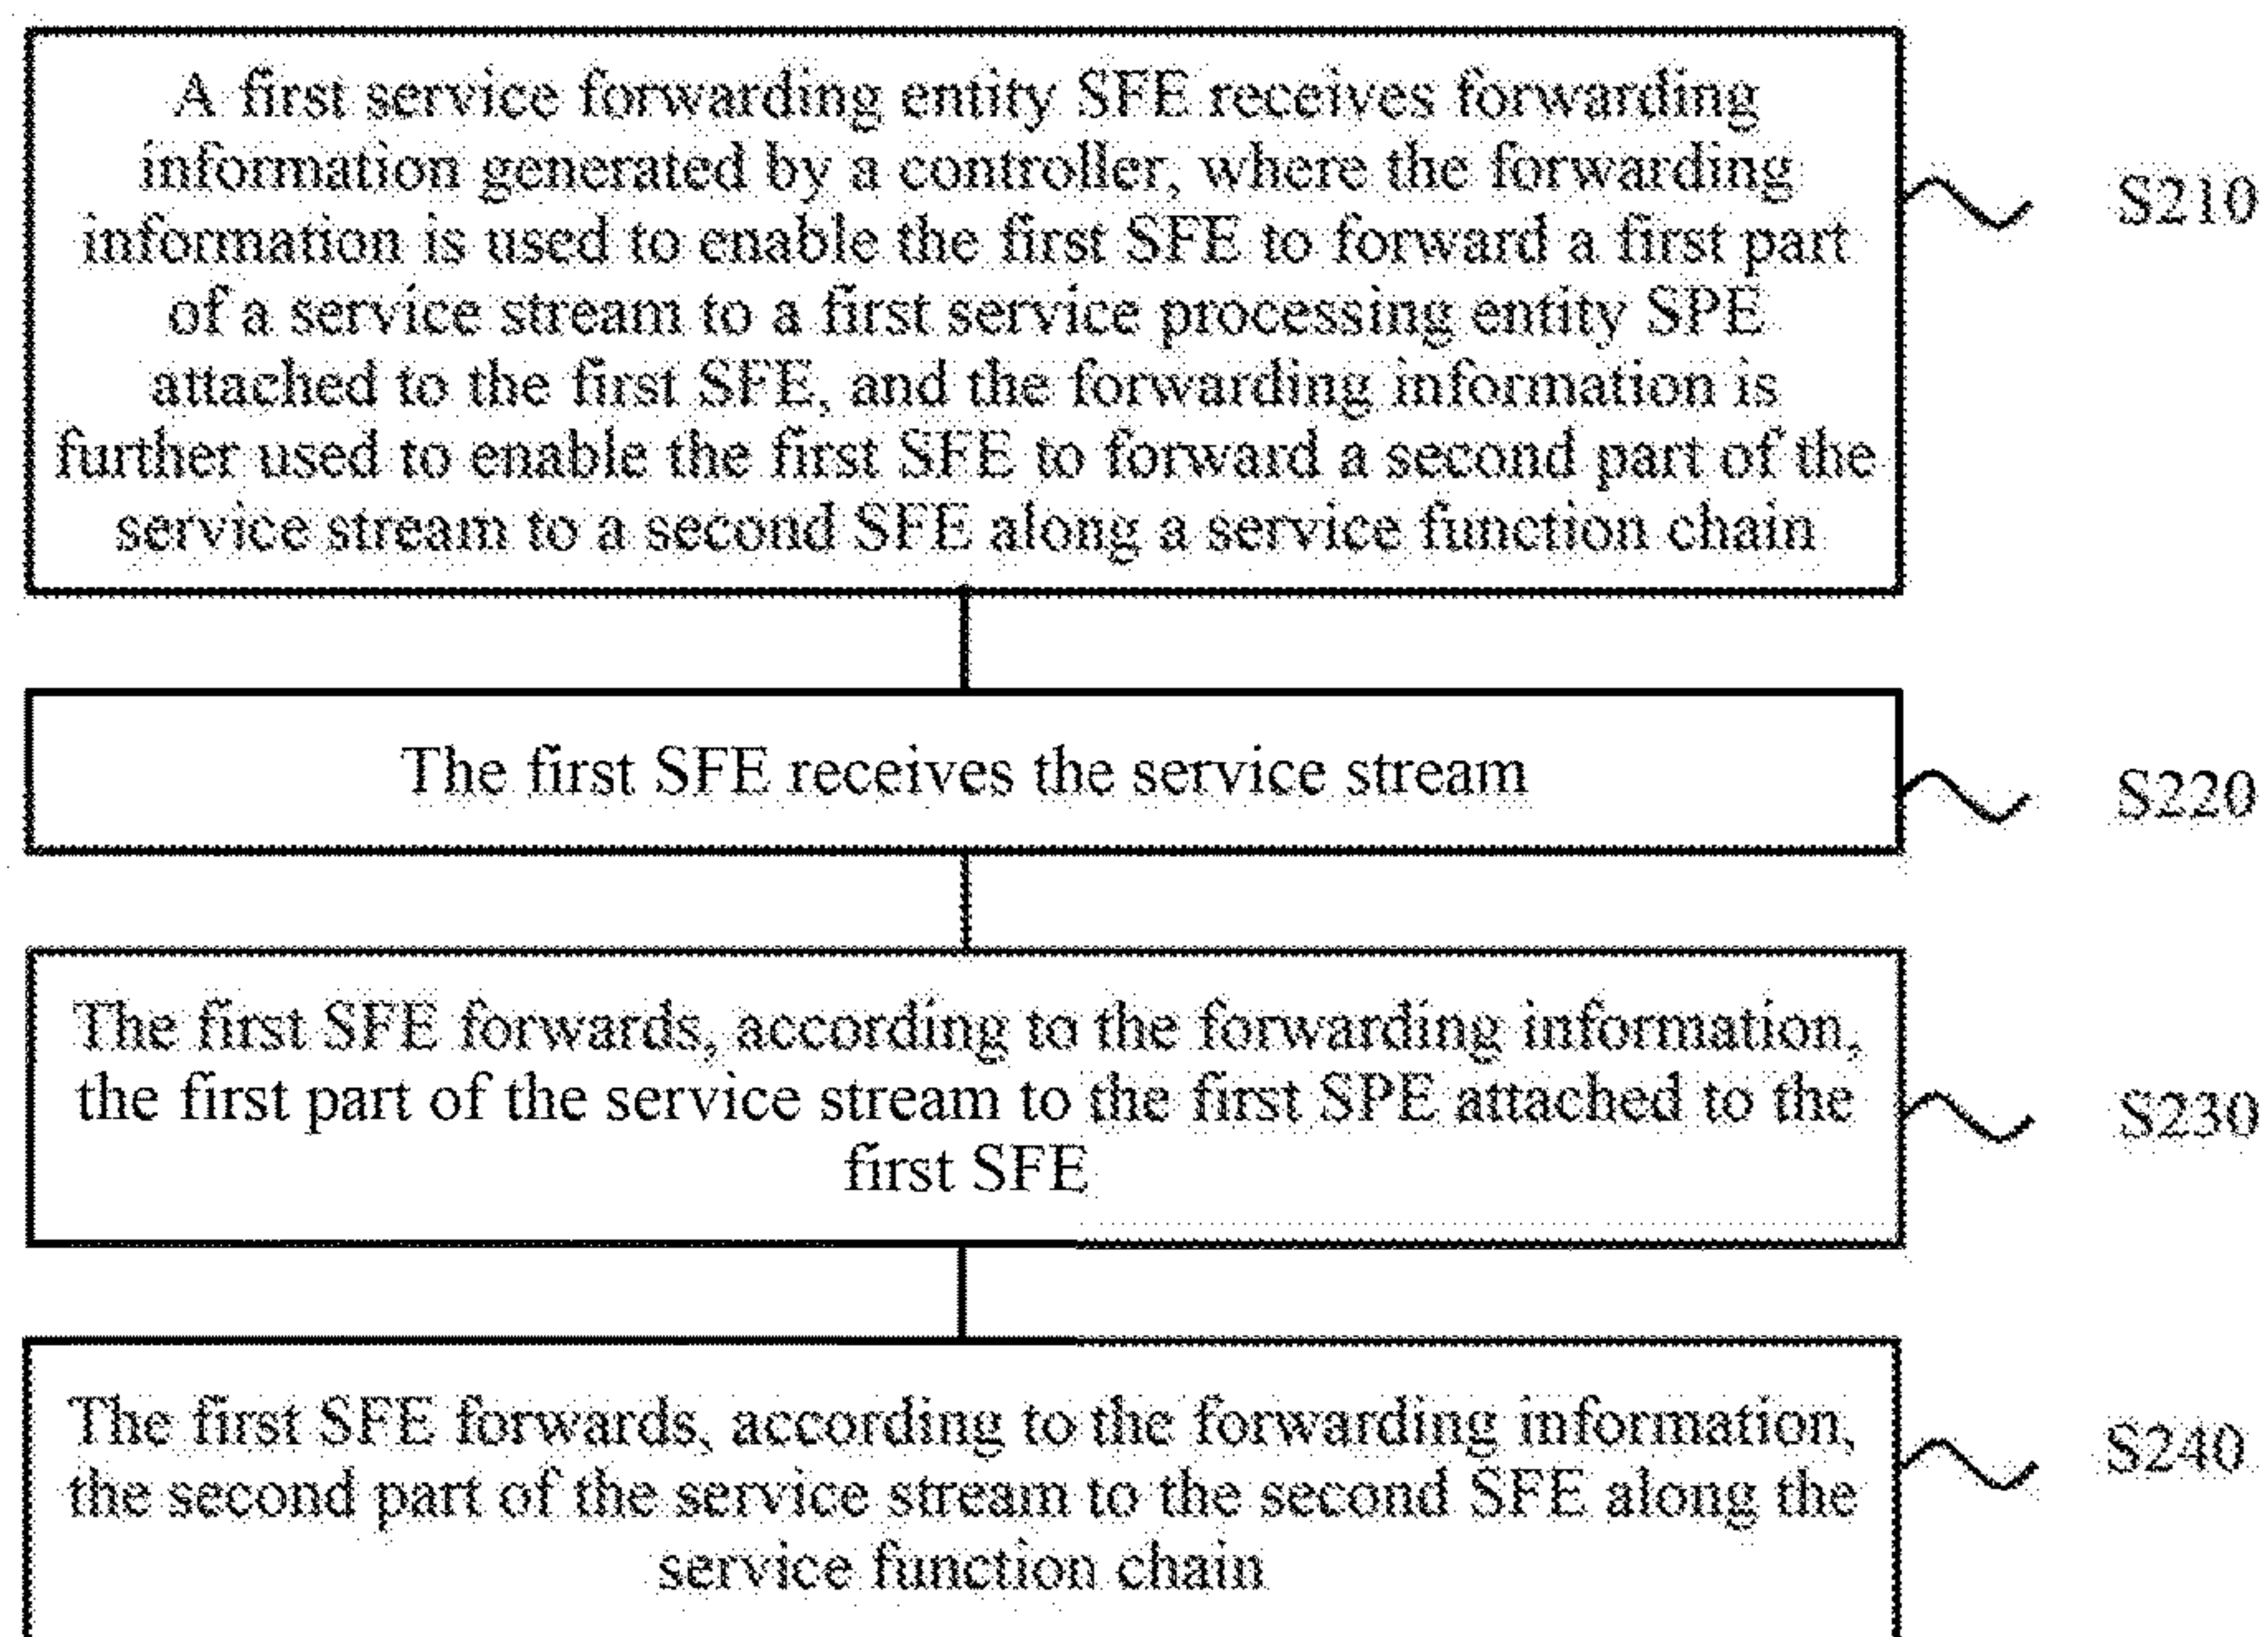 A first service forwarding entity SFE receives forwarding
information generated by a controller, where the forwarding
information is used to enable the first SFE to forward a first part
of a service stream to a first service processing entity SPE
attached to the first SFE, and the forwarding information is
further used to enable the first SFE to forward a second part of the
service stream to a second SFE along a service function chain
S210
The first SFE receives the service stream
S220
The first SFE forwards, according to the forwarding information,
the first part of the service stream to the first SPE attached to the
first SFE
S230
The first SFE forwards, according to the forwarding information,
the second part of the service stream to the second SFE along the
service function chain
S240